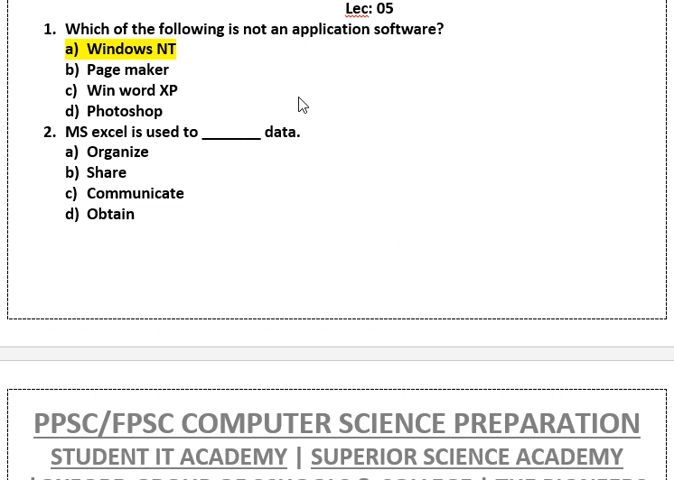 Lec: 05
1. Which of the following is not an application software?
a) Windows NT
b) Page maker
c) Win word XP
d) Photoshop
2. MS excel is used to _______ data.
a) Organize
b) Share
c) Communicate
d) Obtain
PPSC/FPSC COMPUTER SCIENCE PREPARATION
STUDENT IT ACADEMY | SUPERIOR SCIENCE ACADEMY